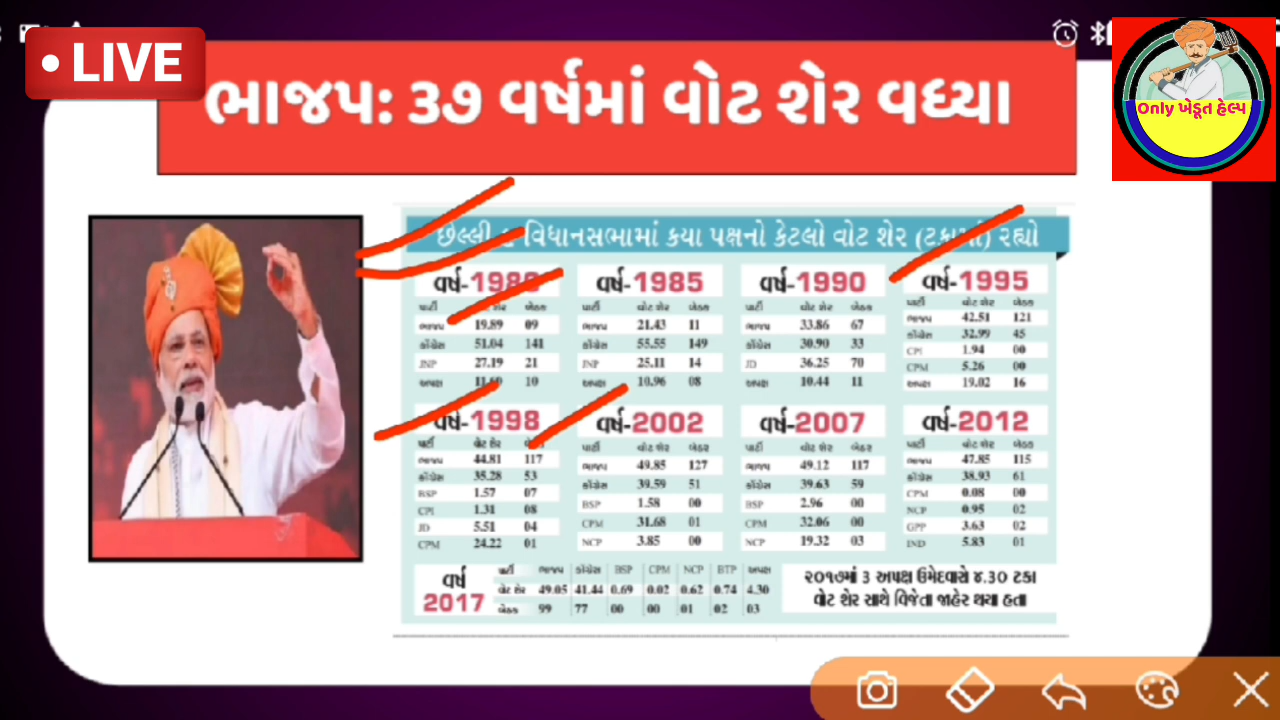 LIVE
Only ખેડૂત હેલ્પ
ભાજપ: ૩૭ વર્ષમાં વોટ શેર વધ્યા
છેલ્લી વિધાનસભામાં કયા પક્ષનો કેટલો વોટ શેર (ટકામાં) રહ્યો
વર્ષ-1985
પાર્ટી વોટ શેર બેઠક
ભાજપ 19.89 09
કોંગ્રેસ 51.04 141
JNP 27.19 21
અપક્ષ 10
પાર્ટી વોટ શેર બેઠક
ભાજપ 21.43 11
કોંગ્રેસ 55.55 149
JNP 25.11 14
અપક્ષ 10.96 08
વર્ષ-1990
પાર્ટી વોટ શેર બેઠક
ભાજપ 33.86 67
કોંગ્રેસ 30.90 33
JD 36.25 70
અપક્ષ 10.44 11
વર્ષ-1995
પાર્ટી વોટ શેર બેઠક
ભાજપ 42.51 121
કોંગ્રેસ 32.99 45
CPI 1.94 00
CPM 5.26 00
અપક્ષ 19.02 16
વર્ષ-1998
પાર્ટી વોટ શેર
ભાજપ 44.81 117
કોંગ્રેસ 35.28 53
BSP 1.57 07
CPI 1.31 08
JD 5.51 04
CPM 24.22 01
વર્ષ-2002
પાર્ટી વોટ શેર બેઠક
ભાજપ 49.85 127
કોંગ્રેસ 39.59 51
BSP 1.58 00
CPM 31.68 01
NCP 3.85 00
વર્ષ-2007
પાર્ટી વોટ શેર બેઠક
ભાજપ 49.12 117
કોંગ્રેસ 39.63 59
BSP 2.96 00
CPM 32.06 00
NCP 19.32 03
વર્ષ-2012
પાર્ટી વોટ શેર બેઠક
ભાજપ 47.85 115
કોંગ્રેસ 38.93 61
CPM 0.08 00
NCP 0.95 02
GPP 3.63 02
IND 5.83 01
વર્ષ 2017
પાર્ટી ભાજપ કોંગ્રેસ BSP CPM NCP BTP અપક્ષ
વોટ શેર 49.05 41.44 0.69 0.02 0.62 0.74 4.30
બેઠક 99 77 00 00 01 02 03
૨૦૧૭માં ૩ અપક્ષ ઉમેદવારો ૪.૩૦ ટકા
વોટ શેર સાથે વિજેતા જાહેર થયા હતા